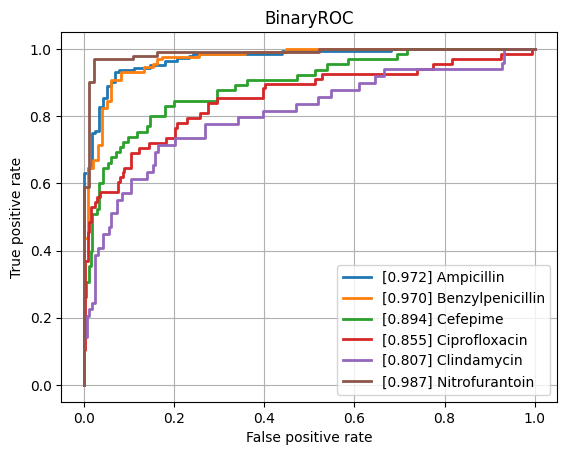 BinaryROC
True positive rate
1.0
0.8
0.6
0.4
0.2
0.0
[0.972] Ampicillin
[0.970] Benzylpenicillin
[0.894] Cefepime
[0.855] Ciprofloxacin
[0.807] Clindamycin
[0.987] Nitrofurantoin
0.0 0.2 0.4 0.6 0.8 1.0
False positive rate